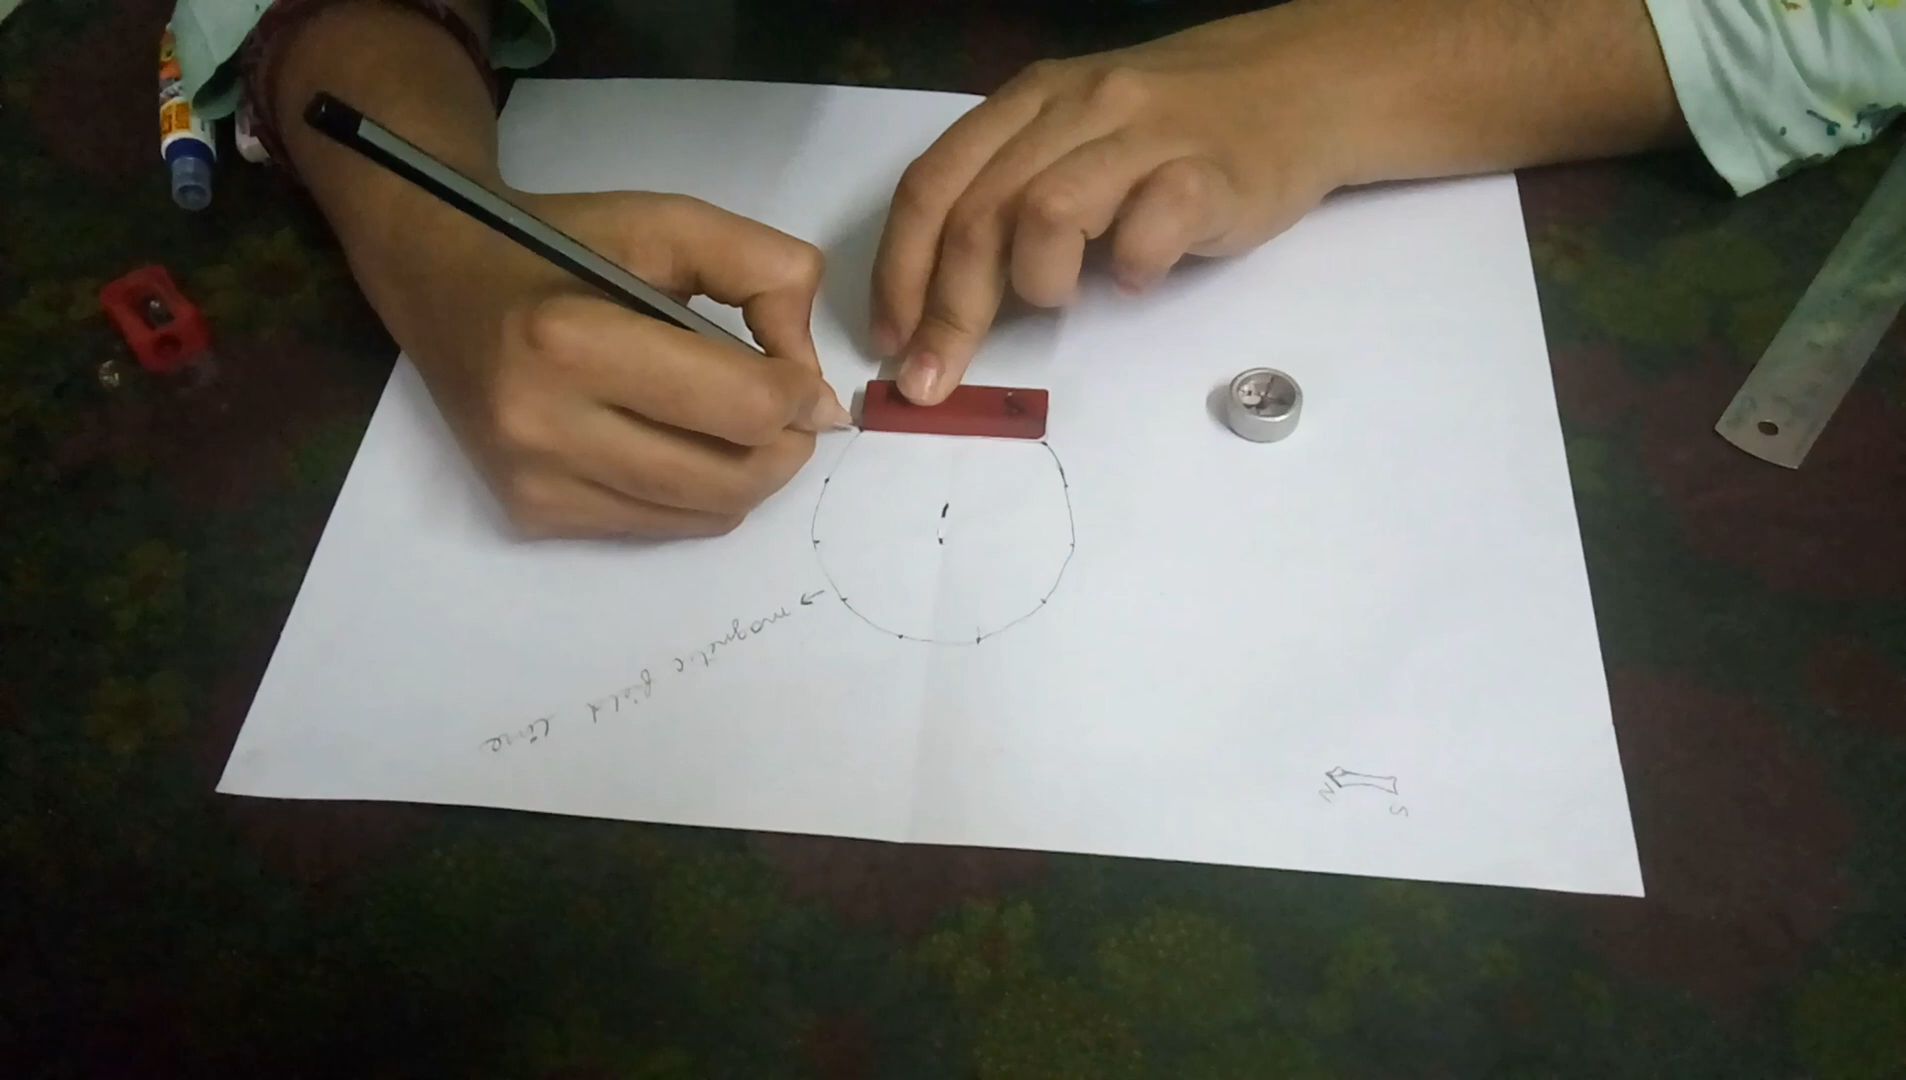 S
→ magnetic field line
N S